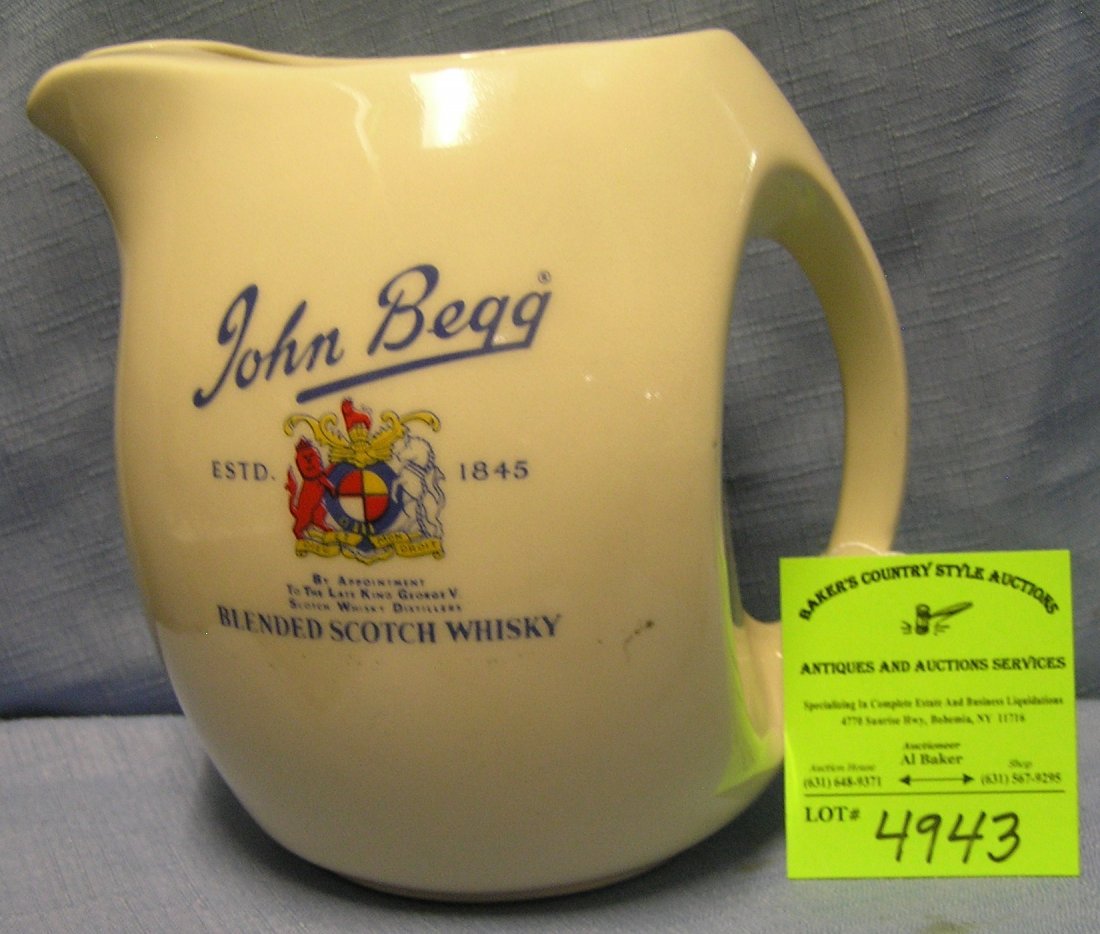 John Begg®
ESTD. 1845
MON
DROIT
By Appointment
To The Late King George V
Scotch Whisky Distillers
BLENDED SCOTCH WHISKY
BAKER'S COUNTRY STYLE AUCTIONS
ANTIQUES AND AUCTIONS SERVICES
Specializing In Complete Estate And Business Liquidations
4770 Sunrise Hwy, Bohemia, NY 11716
Auctioneer
Auction House Al Baker Shop
(631) 648-9371 (631) 567-9295
LOT# 4943